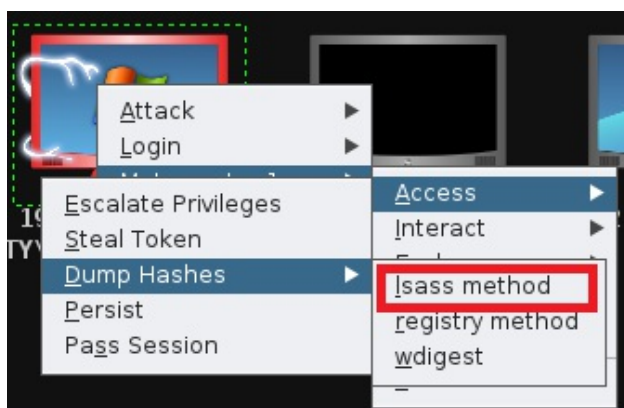 Attack
Login
Access
Interact
Escalate Privileges
Steal Token
Dump Hashes
Persist
Pass Session
lsass method
registry method
wdigest